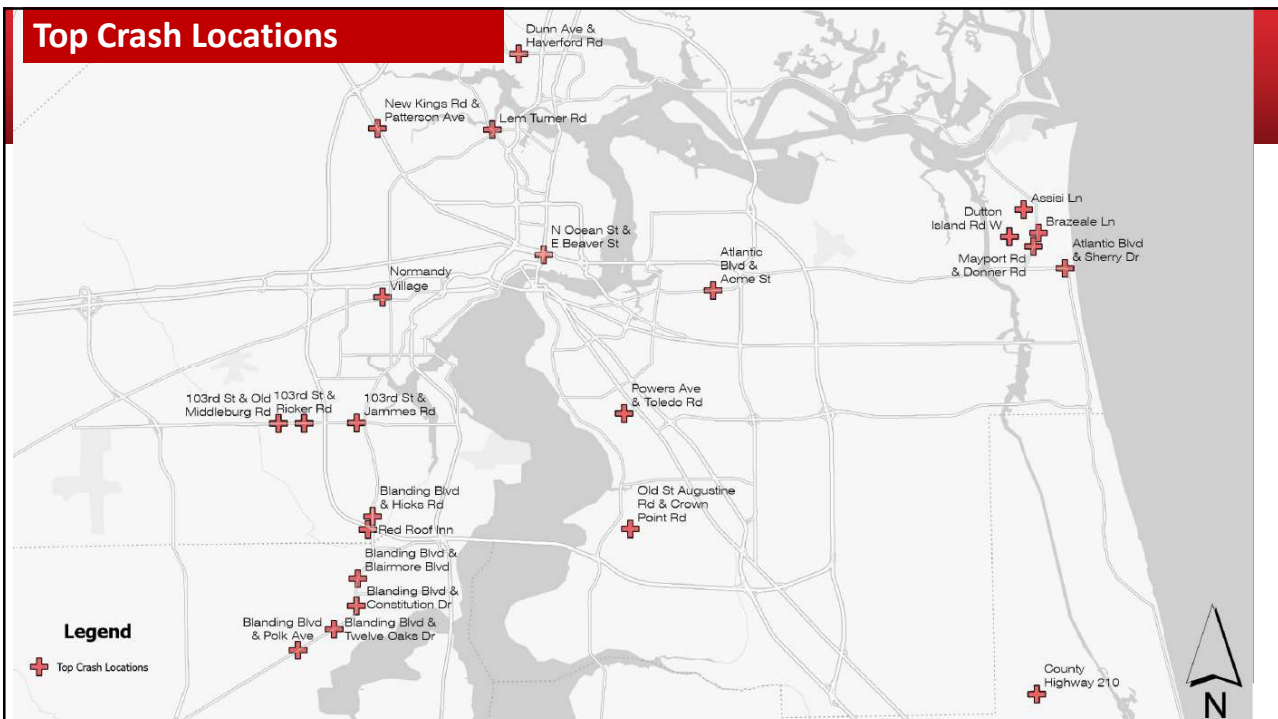 Top Crash Locations
Dunn Ave &
Haverford Rd
New Kings Rd &
Patterson Ave
Lem Turner Rd
Assisi Ln
Dutton
Island Rd W
Brazeale Ln
N Ocean St &
E Beaver St
Atlantic
Blvd &
Acme St
Mayport Rd
& Donner Rd
Atlantic Blvd
& Sherry Dr
Normandy
Village
103rd St & Old
Middleburg Rd
103rd St &
Ricker Rd
103rd St &
Jammes Rd
Powers Ave
& Toledo Rd
Blanding Blvd
& Hicks Rd
Red Roof Inn
Old St Augustine
Rd & Crown
Point Rd
Blanding Blvd &
Blairmore Blvd
Blanding Blvd &
Constitution Dr
Blanding Blvd
& Polk Ave
Blanding Blvd &
Twelve Oaks Dr
Legend
Top Crash Locations
County
Highway 210
N